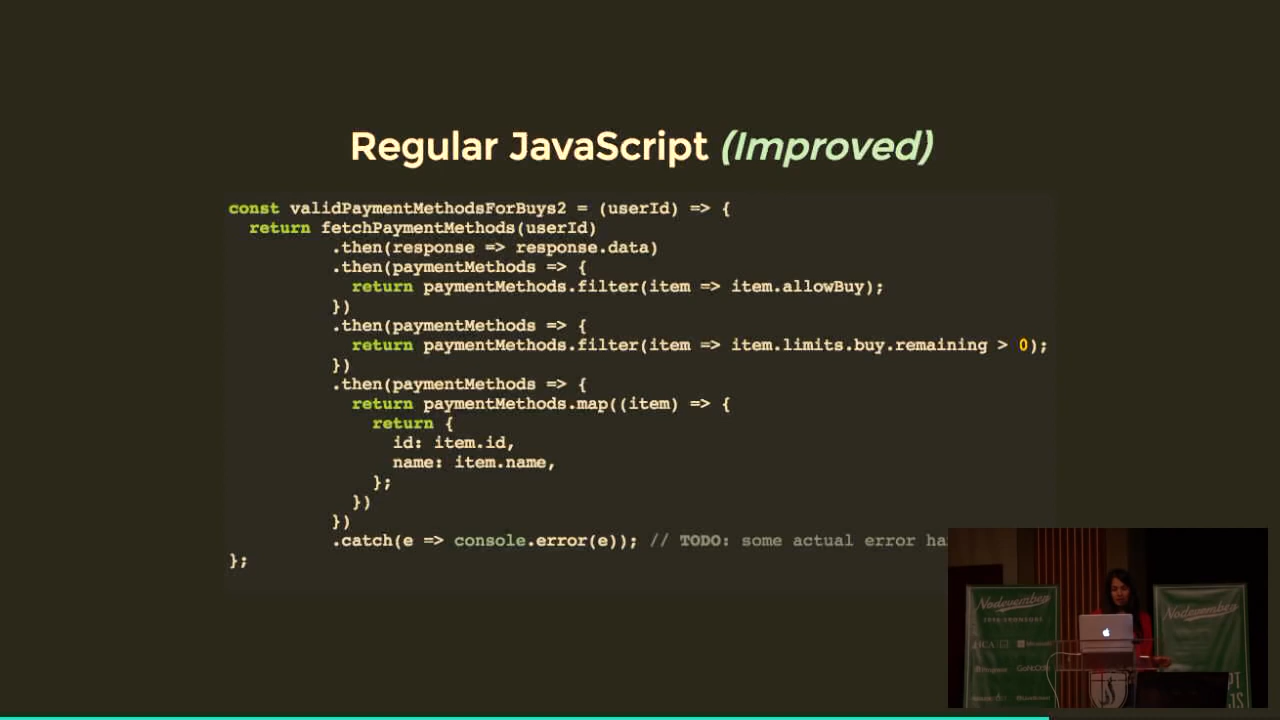 Regular JavaScript (Improved)
const validPaymentMethodsForBuys2 = (userId) => {
return fetchPaymentMethods(userId)
.then(response => response.data)
.then(paymentMethods => {
return paymentMethods.filter(item => item.allowBuy);
})
.then(paymentMethods => {
return paymentMethods.filter(item => item.limits.buy.remaining > 0);
})
.then(paymentMethods => {
return paymentMethods.map((item) => {
return {
id: item.id,
name: item.name,
};
})
})
.catch(e => console.error(e)); // TODO: some actual error ha
};
Nodevember
Nodevember